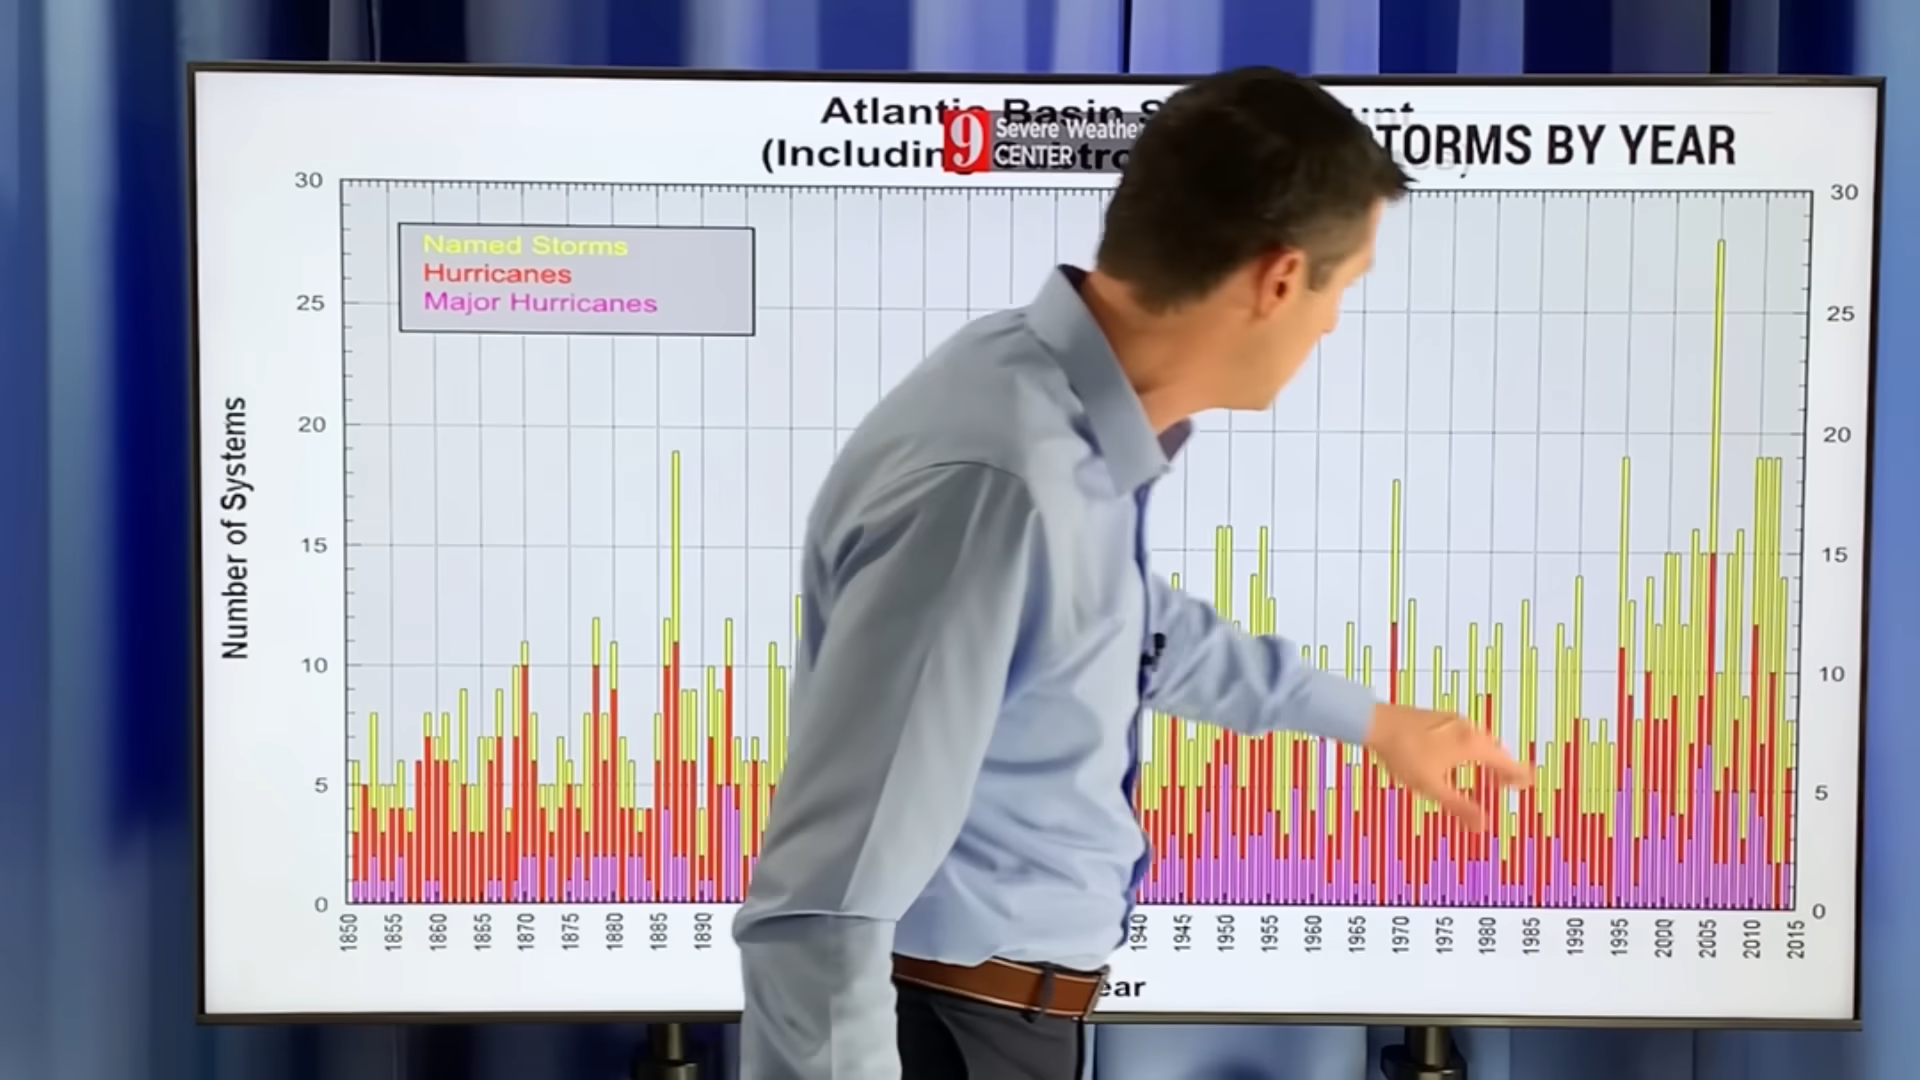 Atlantic Basin
(Includin
9 Severe Weather
CENTER
TORMS BY YEAR
30
25
20
15
10
5
0
Number of Systems
Named Storms
Hurricanes
Major Hurricanes
30
25
20
15
10
5
0
1850 1855 1860 1865 1870 1875 1880 1885 1890 1940 1945 1950 1955 1960 1965 1970 1975 1980 1985 1990 1995 2000 2005 2010 2015
ear